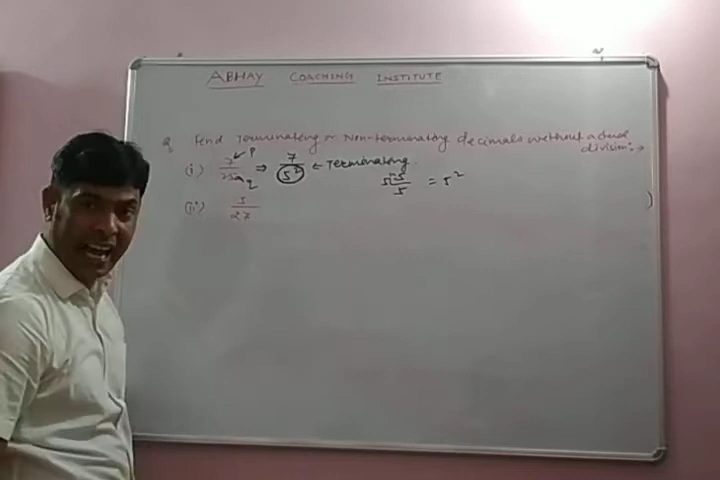 ABHAY COACHING INSTITUTE
Q. Find Terminating or Non-terminating decimals without actual division:→
(i) 7/25 ← P q ⇒ 7/5² ← Terminating.
5|25/5 = 5²
(ii) 5/27